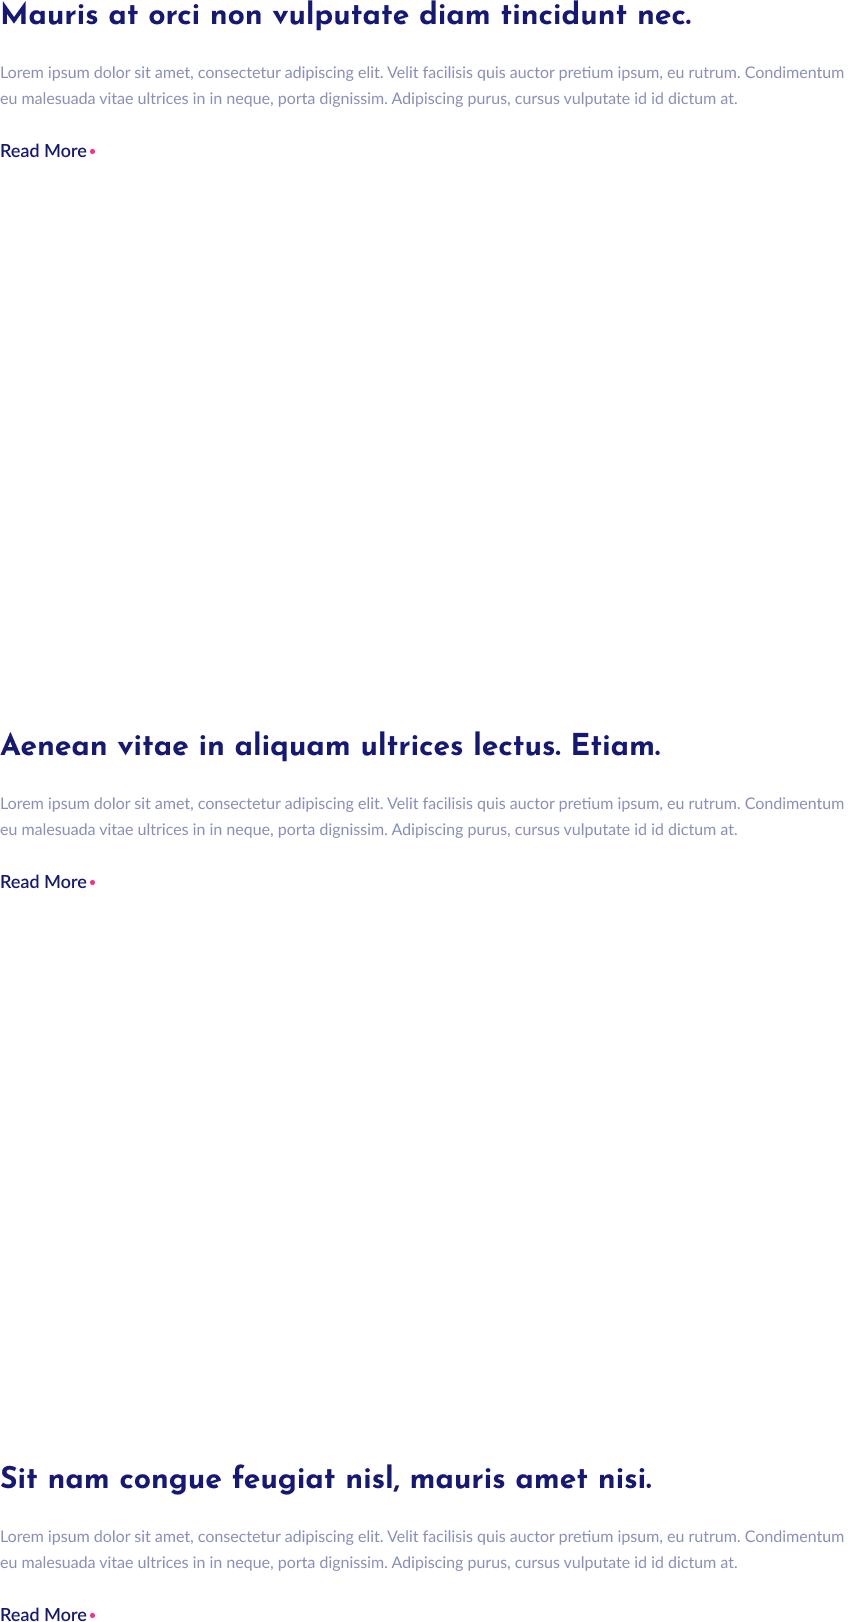 Mauris at orci non vulputate diam tincidunt nec.
Lorem ipsum dolor sit amet, consectetur adipiscing elit. Velit facilisis quis auctor pretium ipsum, eu rutrum. Condimentum
eu malesuada vitae ultrices in in neque, porta dignissim. Adipiscing purus, cursus vulputate id id dictum at.
Read More
Aenean vitae in aliquam ultrices lectus. Etiam.
Lorem ipsum dolor sit amet, consectetur adipiscing elit. Velit facilisis quis auctor pretium ipsum, eu rutrum. Condimentum
eu malesuada vitae ultrices in in neque, porta dignissim. Adipiscing purus, cursus vulputate id id dictum at.
Read More
Sit nam congue feugiat nisl, mauris amet nisi.
Lorem ipsum dolor sit amet, consectetur adipiscing elit. Velit facilisis quis auctor pretium ipsum, eu rutrum. Condimentum
eu malesuada vitae ultrices in in neque, porta dignissim. Adipiscing purus, cursus vulputate id id dictum at.
Read More